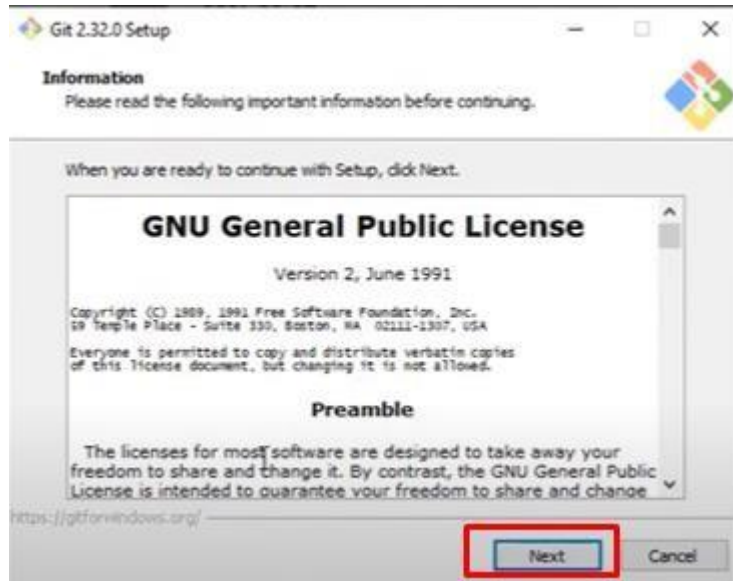 Git 2.32.0 Setup
Information
Please read the following important information before continuing.
When you are ready to continue with Setup, click Next.
GNU General Public License
Version 2, June 1991
Copyright (C) 1989, 1991 Free Software Foundation, Inc.
59 Temple Place - Suite 330, Boston, MA 02111-1307, USA
Everyone is permitted to copy and distribute verbatim copies
of this license document, but changing it is not allowed.
Preamble
The licenses for most software are designed to take away your
freedom to share and change it. By contrast, the GNU General Public
License is intended to guarantee your freedom to share and change
https://gitforwindows.org/
Next
Cancel